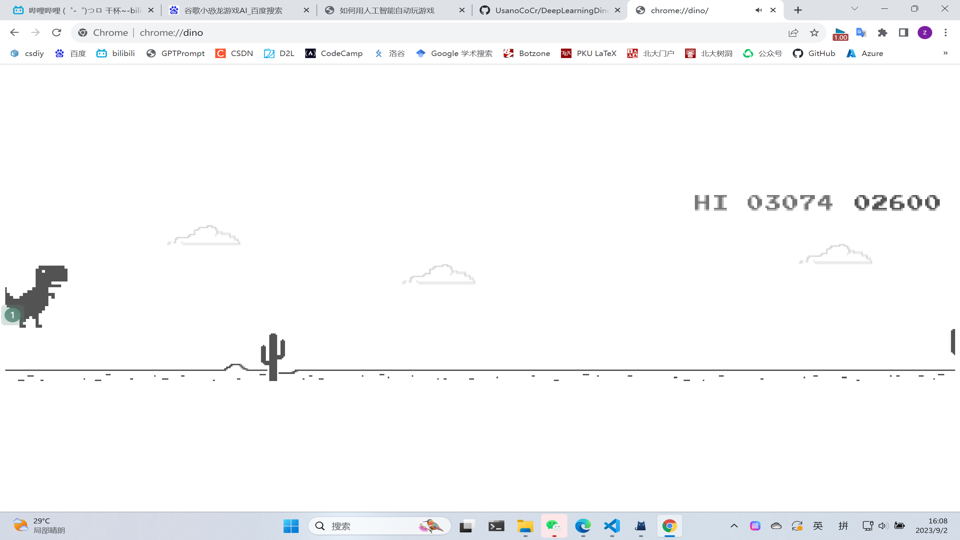 哔哩哔哩 (゜-゜)つロ 干杯~-bili
谷歌小恐龙游戏AI_百度搜索
如何用人工智能自动玩游戏
UsanoCoCr/DeepLearningDin
chrome://dino/
Chrome | chrome://dino
1.00
z
csdiy
百度
bilibili
GPTPrompt
CSDN
D2L
CodeCamp
洛谷
Google 学术搜索
Botzone
PKU LaTeX
北大门户
北大树洞
公众号
GitHub
Azure
»
HI 03074 02600
1
29°C
局部晴朗
搜索
英
拼
16:08
2023/9/2